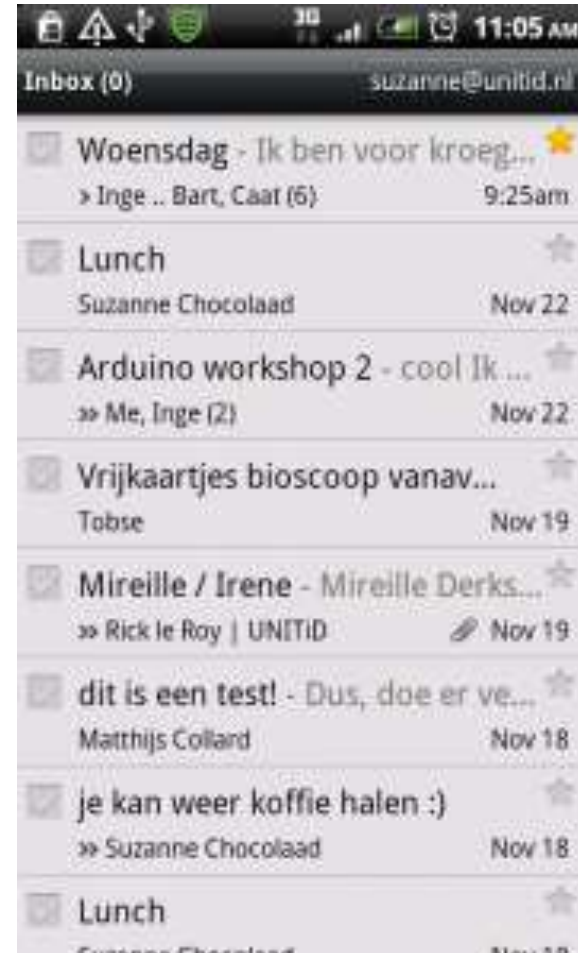 3G 11:05 AM
Inbox (0) suzanne@unitid.nl
Woensdag - Ik ben voor kroeg...
» Inge .. Bart, Caat (6) 9:25am
Lunch
Suzanne Chocolaad Nov 22
Arduino workshop 2 - cool Ik ...
» Me, Inge (2) Nov 22
Vrijkaartjes bioscoop vanav...
Tobse Nov 19
Mireille / Irene - Mireille Derks...
» Rick le Roy | UNITiD Nov 19
dit is een test! - Dus, doe er ve...
Matthijs Collard Nov 18
je kan weer koffie halen :)
» Suzanne Chocolaad Nov 18
Lunch